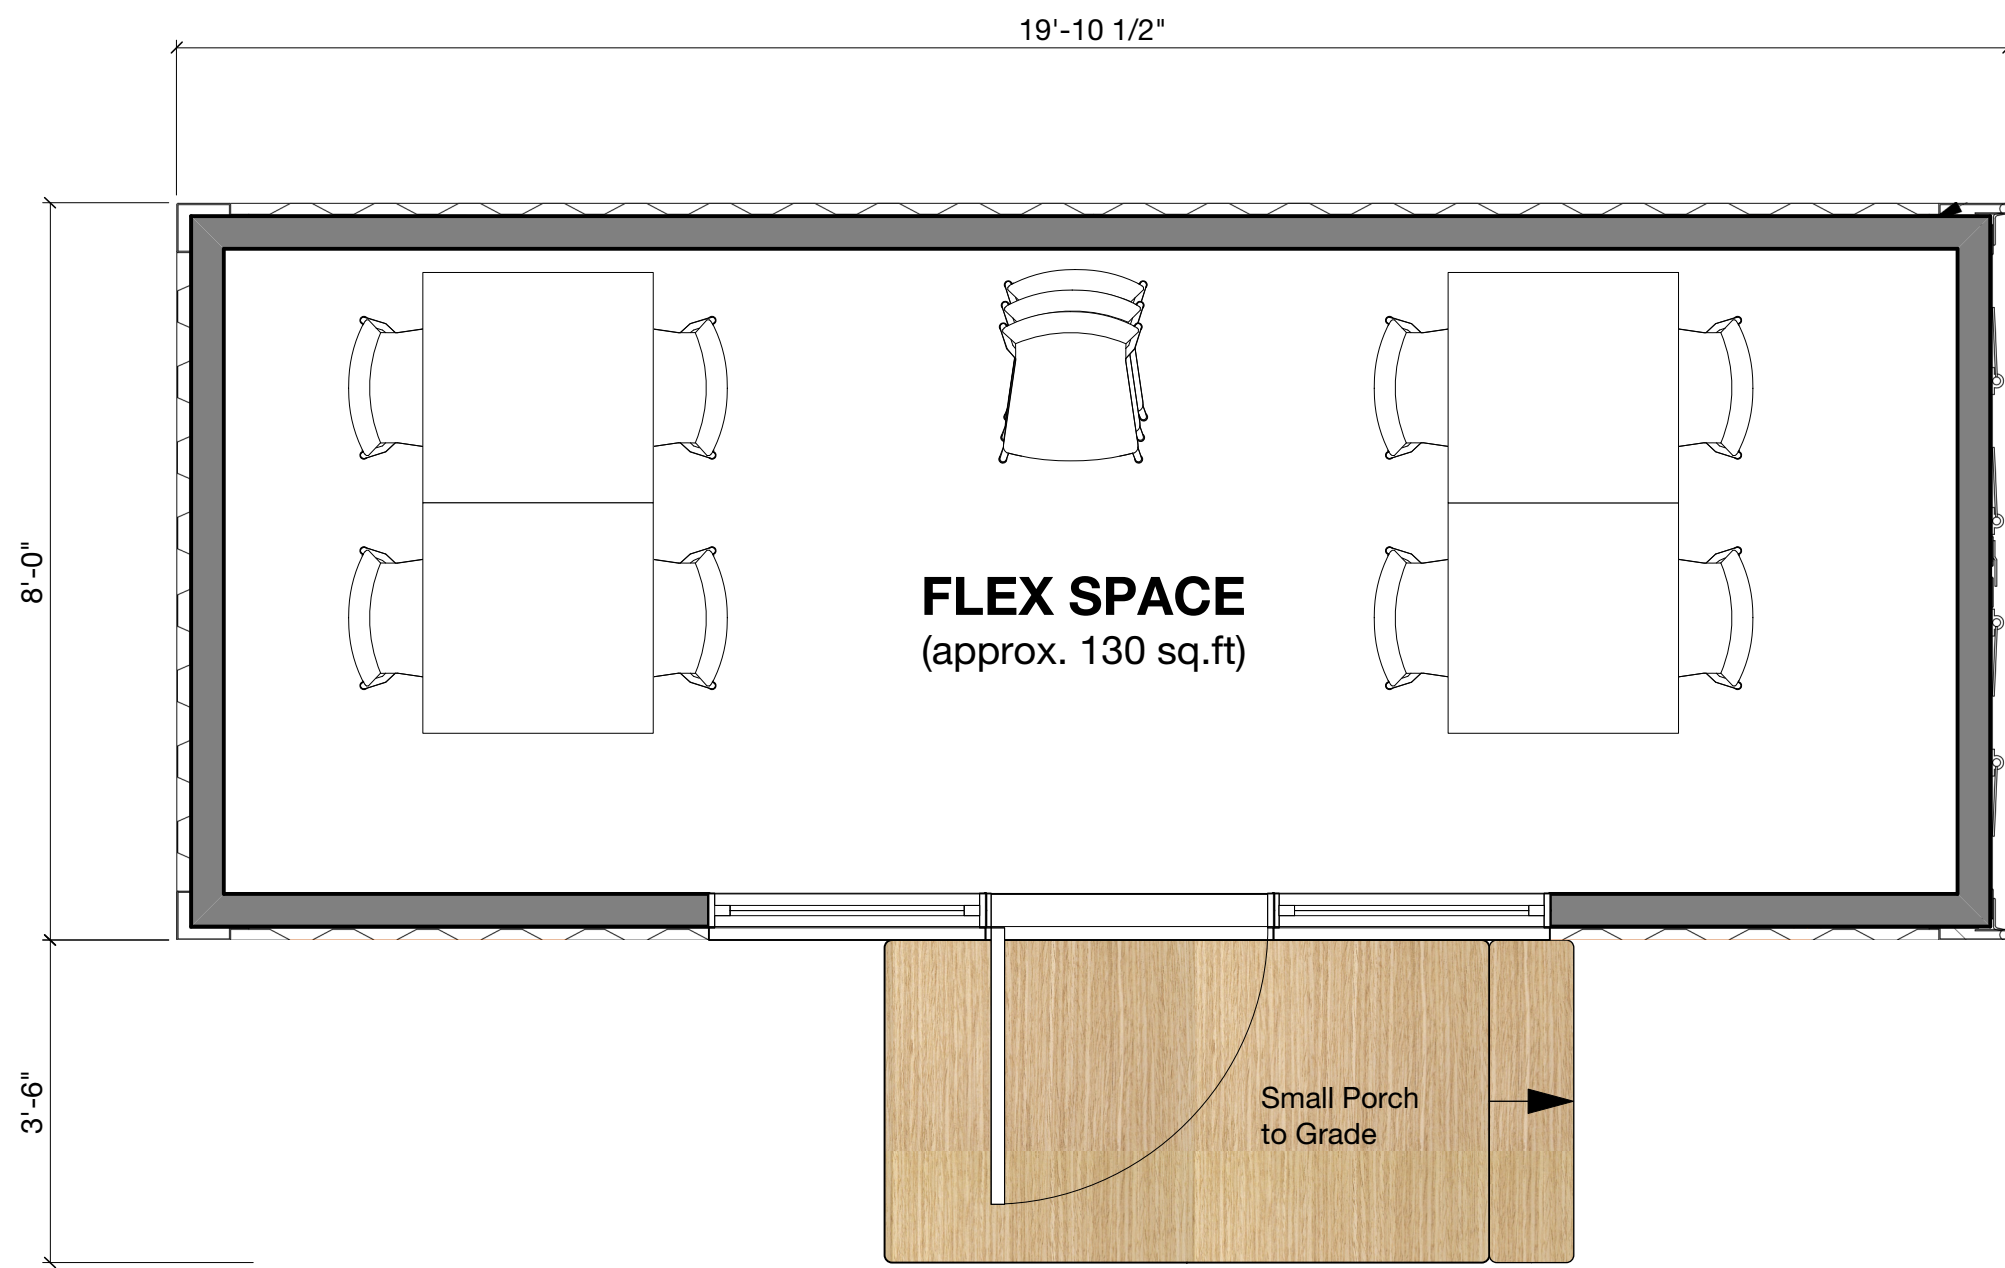 19'-10 1/2"
8'-0"
FLEX SPACE
(approx. 130 sq.ft)
3'-6"
Small Porch
to Grade